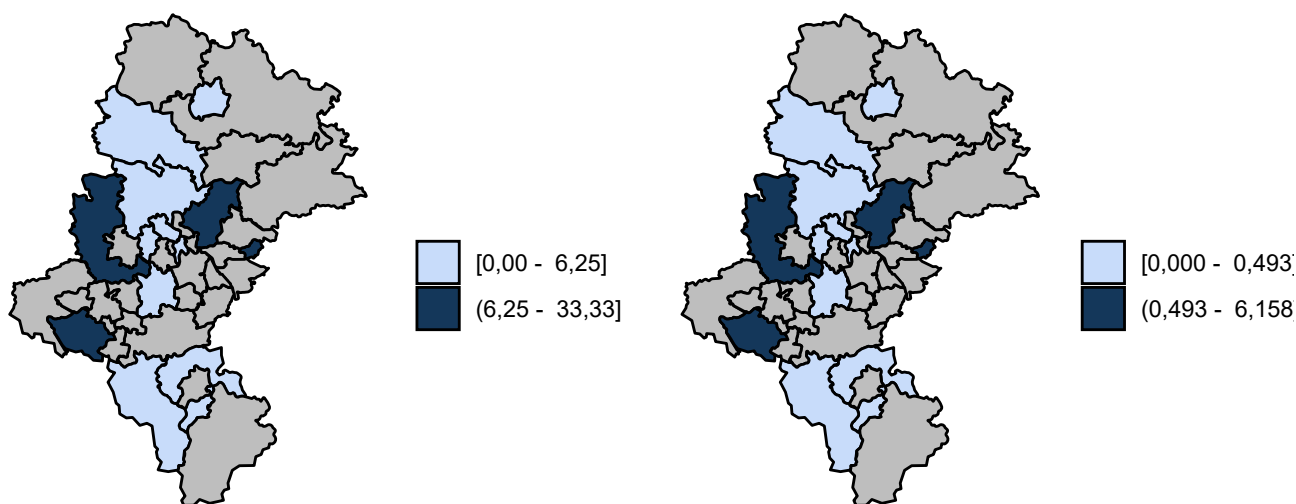 [0,00 -  6,25]
(6,25 -  33,33]
[0,000 -  0,493]
(0,493 -  6,158]